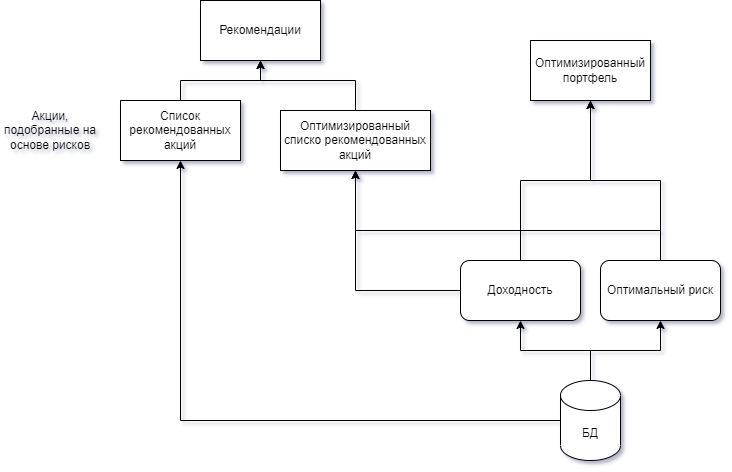 Рекомендации
Оптимизированный
портфель
Акции,
подобранные на
основе рисков
Список
рекомендованных
акций
Оптимизированный
списко рекомендованных
акций
Доходность
Оптимальный риск
БД